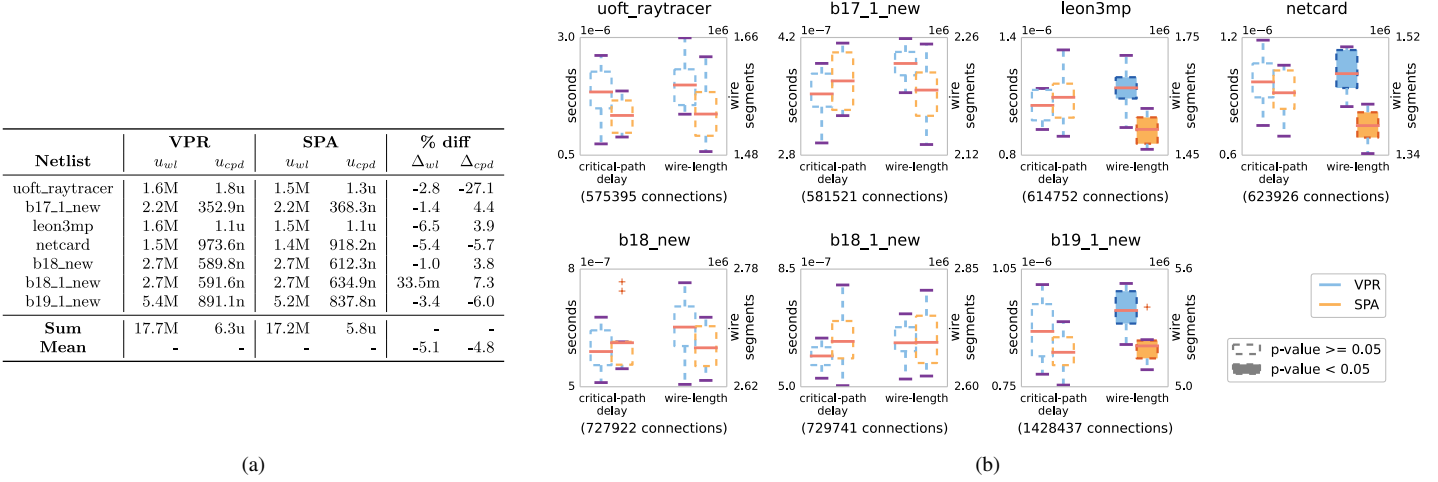 VPR SPA % diff
Netlist u_wl u_cpd u_wl u_cpd Δ_wl Δ_cpd
uoft_raytracer 1.6M 1.8u 1.5M 1.3u -2.8 -27.1
b17_1_new 2.2M 352.9n 2.2M 368.3n -1.4 4.4
leon3mp 1.6M 1.1u 1.5M 1.1u -6.5 3.9
netcard 1.5M 973.6n 1.4M 918.2n -5.4 -5.7
b18_new 2.7M 589.8n 2.7M 612.3n -1.0 3.8
b18_1_new 2.7M 591.6n 2.7M 634.9n 33.5m 7.3
b19_1_new 5.4M 891.1n 5.2M 837.8n -3.4 -6.0
Sum 17.7M 6.3u 17.2M 5.8u - -
Mean - - - - -5.1 -4.8
(a)
uoft_raytracer
1e-6 1e6
3.0 1.66
seconds
wire segments
0.5 1.48
critical-path wire-length
delay
(575395 connections)
b17_1_new
1e-7 1e6
4.2 2.26
seconds
wire segments
2.8 2.12
critical-path wire-length
delay
(581521 connections)
leon3mp
1e-6 1e6
1.4 1.75
seconds
wire segments
0.8 1.45
critical-path wire-length
delay
(614752 connections)
netcard
1e-6 1e6
1.2 1.52
seconds
wire segments
0.6 1.34
critical-path wire-length
delay
(623926 connections)
b18_new
1e-7 1e6
8 2.78
seconds
wire segments
5 2.62
critical-path wire-length
delay
(727922 connections)
b18_1_new
1e-7 1e6
8.5 2.85
seconds
wire segments
5.0 2.60
critical-path wire-length
delay
(729741 connections)
b19_1_new
1e-6 1e6
1.05 5.6
seconds
wire segments
0.75 5.0
critical-path wire-length
delay
(1428437 connections)
VPR
SPA
p-value >= 0.05
p-value < 0.05
(b)